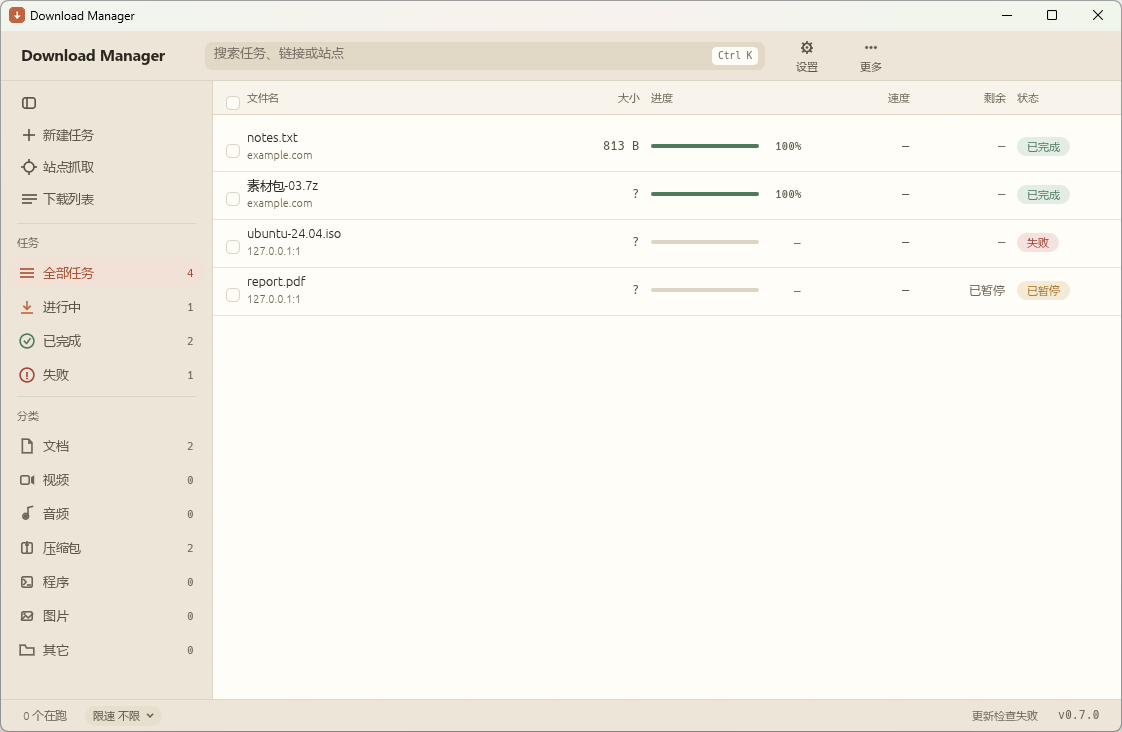 Download Manager
Download Manager
搜索任务、链接或站点
Ctrl K
设置
更多
新建任务
站点抓取
下载列表
任务
全部任务 4
进行中 1
已完成 2
失败 1
分类
文档 2
视频 0
音频 0
压缩包 2
程序 0
图片 0
其它 0
文件名 大小 进度 速度 剩余 状态
notes.txt
example.com
813 B 100% — — 已完成
素材包-03.7z
example.com
? 100% — — 已完成
ubuntu-24.04.iso
127.0.0.1:1
? — — — 失败
report.pdf
127.0.0.1:1
? — — 已暂停 已暂停
0 个在跑 限速 不限
更新检查失败 v0.7.0